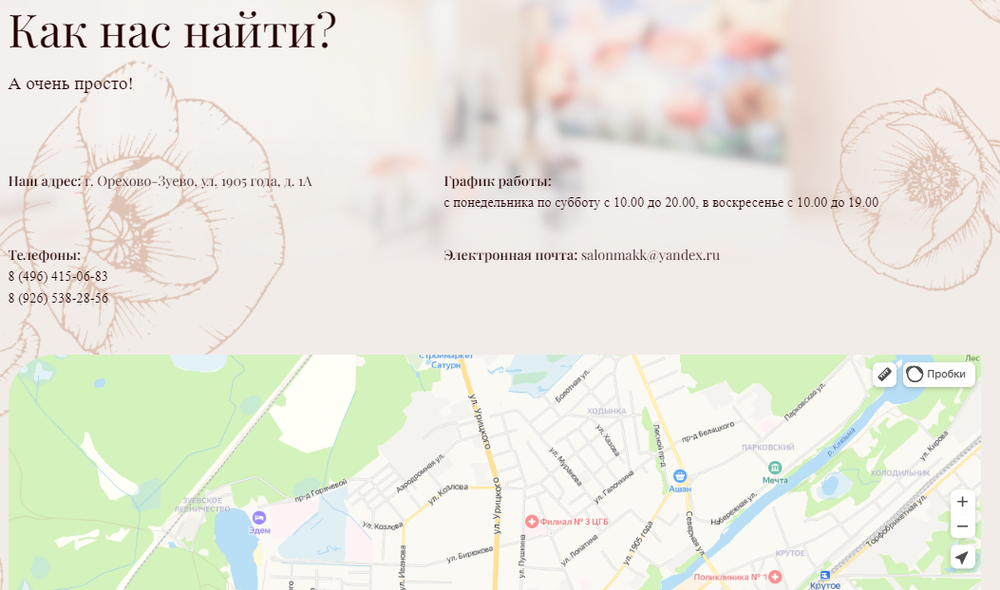 Как нас найти?
А очень просто!
Наш адрес: г. Орехово-Зуево, ул. 1905 года, д. 1А
График работы:
с понедельника по субботу с 10.00 до 20.00, в воскресенье с 10.00 до 19.00
Телефоны:
8 (496) 415-06-83
8 (926) 538-28-56
Электронная почта: salonmakk@yandex.ru
Строймаркет
Сатурн
Лес
Пробки
ул. Урицкого
Болотная ул.
ХОДЫНКА
Парковская ул.
Лесной пр-д
пр-д Беляцкого
ул. Хазова
ПАРКОВСКИЙ
р. Клязьма
ул. Кирова
Аэродромная ул.
ул. Муранова
ХОЛОДИЛЬНИК
Ашан
Мечта
ул. Галочкина
пр-д Горячевой
ул. Козлова
ЗУЕВСКОЕ
ЛЕСНИЧЕСТВО
Эдем
ул. Козлова
ул. Урицкого
Филиал № 3 ЦГБ
Набережная ул.
Торфобрикетная ул.
Северная ул.
ул. 1905 года
ул. Лопатина
ул. Бирюкова
ул. Иванова
ул. Пушкина
КРУТОЕ
Поликлиника № 1
Крутое